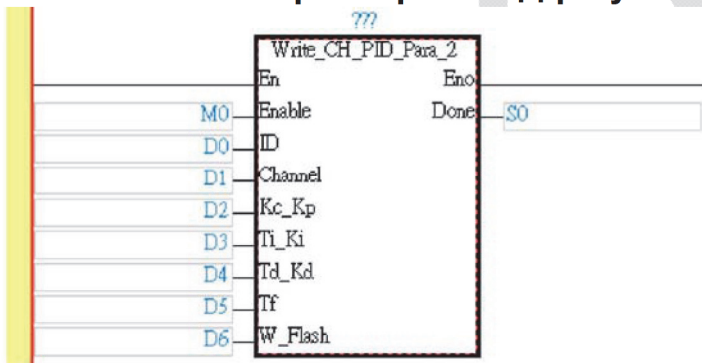 ???
Write_CH_PID_Para_2
En Eno
M0 Enable Done S0
D0 ID
D1 Channel
D2 Kc_Kp
D3 Ti_Ki
D4 Td_Kd
D5 Tf
D6 W_Flash